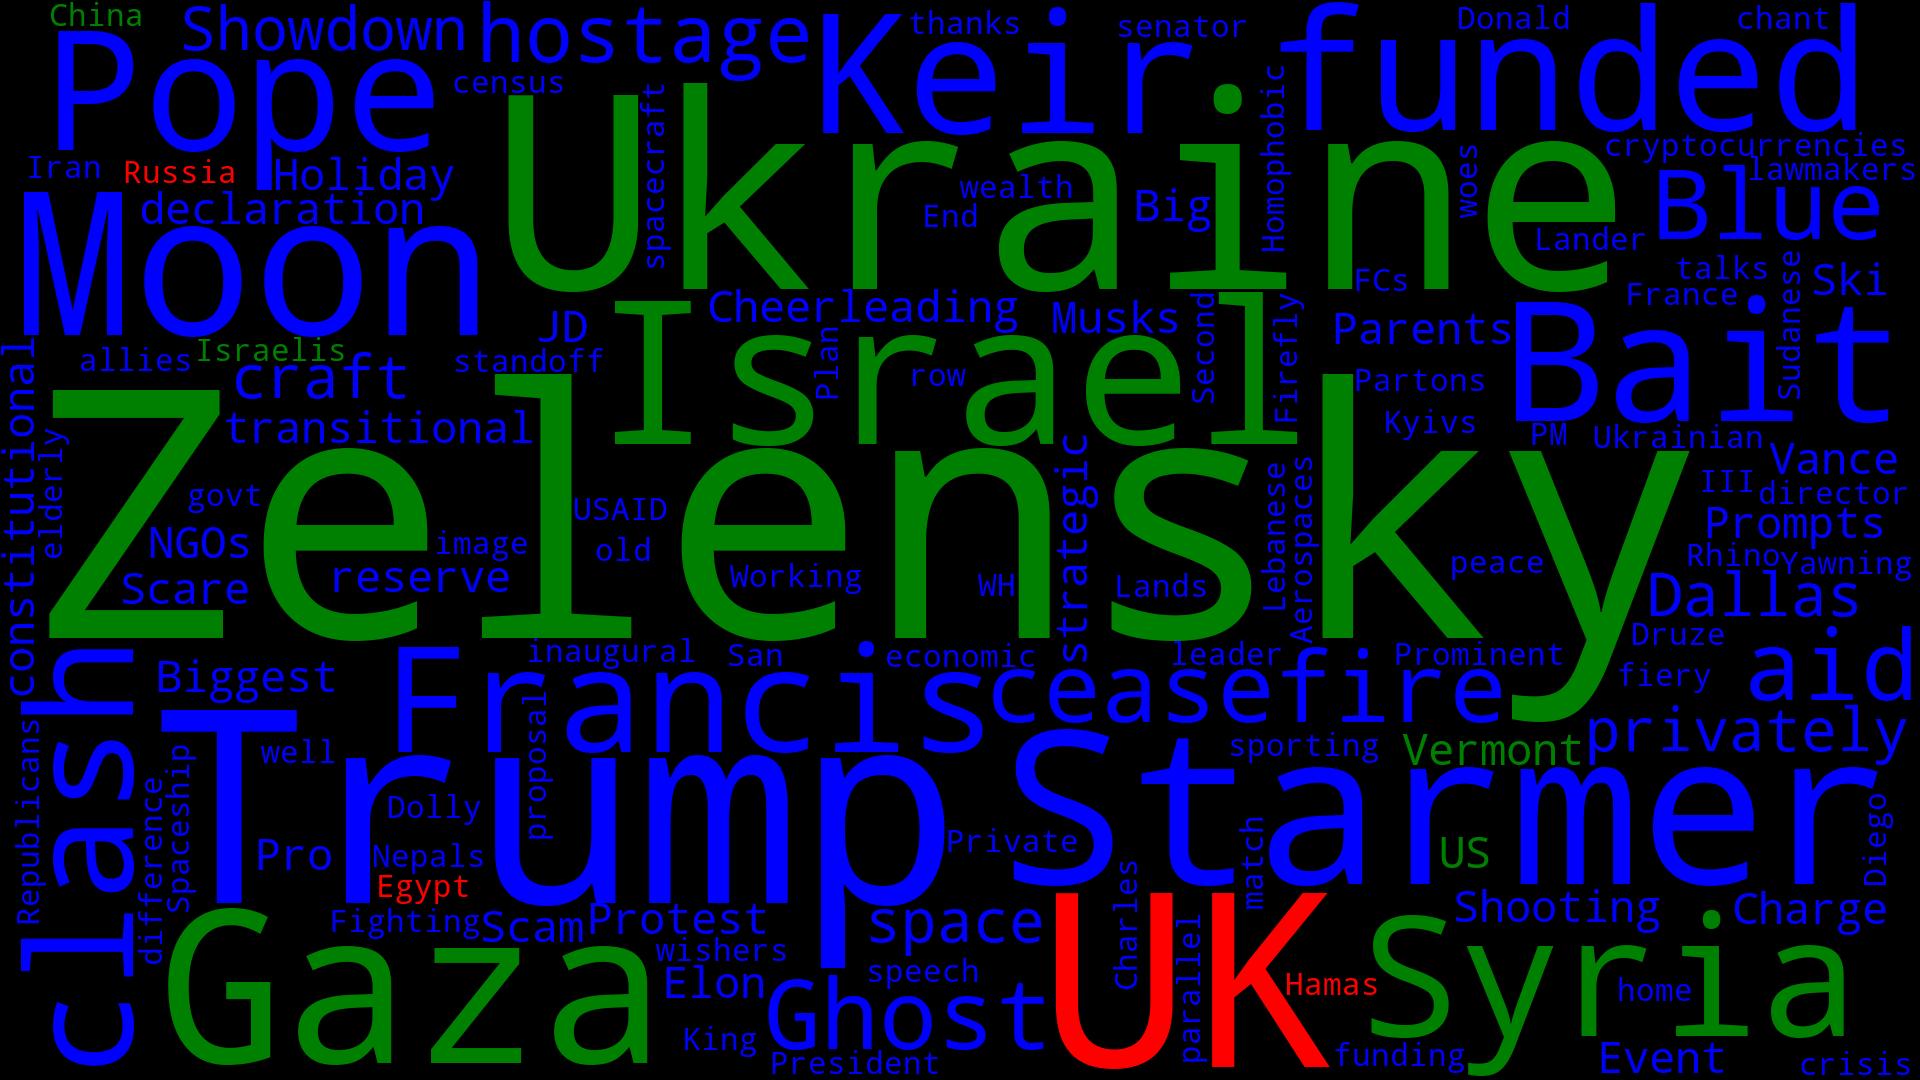 China
Showdown
hostage
Keir
thanks
senator
funded
Donald
chant
Pope
census
Ukraine
spacecraft
Homophobic
woes
cryptocurrencies
lawmakers
Iran
Russia
Holiday
declaration
Moon
wealth
End
Big
Blue
Lander
talks
Ski
France
Sudanese
FCs
Israel
Cheerleading
Musks
Second
Firefly
Parents
Bait
JD
Plan
row
allies
Israelis
craft
standoff
Partons
Kyivs
PM
Ukrainian
constitutional
transitional
Zelensky
elderly
strategic
Vance
III
director
govt
USAID
Lebanese
Aerospaces
Prompts
NGOs
image
old
peace
Rhino
Yawning
Scare
reserve
Working
WH
Lands
Dallas
clash
Biggest
Francis
inaugural
San
economic
ceasefire
leader
Prominent
Druze
fiery
aid
privately
Republicans
Trump
well
proposal
Starmer
sporting
Vermont
difference
Spaceship
Dolly
Pro
Nepals
Egypt
Private
match
US
Diego
Gaza
Fighting
Scam
Protest
space
UK
Charles
parallel
Syria
Shooting
Charge
wishers
speech
Elon
Ghost
Hamas
home
King
President
funding
Event
crisis